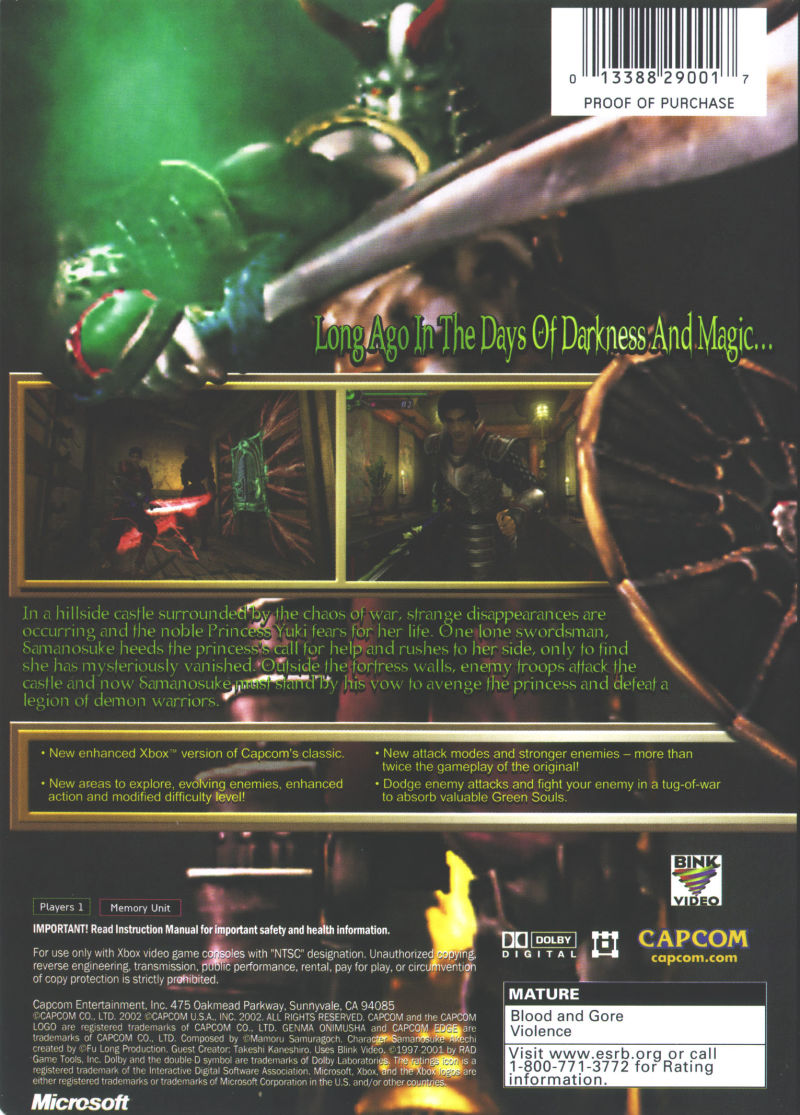 0 13388 29001 7
PROOF OF PURCHASE
Long Ago In The Days Of Darkness And Magic...
In a hillside castle surrounded by the chaos of war, strange disappearances are
occurring and the noble Princess Yuki fears for her life. One lone swordsman,
Samanosuke heeds the princess's call for help and rushes to her side, only to find
she has mysteriously vanished. Outside the fortress walls, enemy troops attack the
castle and now Samanosuke must stand by his vow to avenge the princess and defeat a
legion of demon warriors.
• New enhanced Xbox™ version of Capcom's classic.
• New areas to explore, evolving enemies, enhanced
action and modified difficulty level!
• New attack modes and stronger enemies – more than
twice the gameplay of the original!
• Dodge enemy attacks and fight your enemy in a tug-of-war
to absorb valuable Green Souls.
BINK
VIDEO
Players 1
Memory Unit
IMPORTANT! Read Instruction Manual for important safety and health information.
For use only with Xbox video game consoles with "NTSC" designation. Unauthorized copying,
reverse engineering, transmission, public performance, rental, pay for play, or circumvention
of copy protection is strictly prohibited.
DOLBY
DIGITAL
CAPCOM
capcom.com
Capcom Entertainment, Inc. 475 Oakmead Parkway, Sunnyvale, CA 94085
©CAPCOM CO., LTD. 2002 ©CAPCOM U.S.A., INC. 2002. ALL RIGHTS RESERVED. CAPCOM and the CAPCOM
LOGO are registered trademarks of CAPCOM CO., LTD. GENMA ONIMUSHA and CAPCOM EDGE are
trademarks of CAPCOM CO., LTD. Composed by ©Mamoru Samuragoch. Character Samanosuke Akechi
created by ©Fu Long Production. Guest Creator: Takeshi Kaneshiro. Uses Blink Video. ©1997-2001 by RAD
Game Tools, Inc. Dolby and the double-D symbol are trademarks of Dolby Laboratories. The ratings icon is a
registered trademark of the Interactive Digital Software Association. Microsoft, Xbox, and the Xbox logos are
either registered trademarks or trademarks of Microsoft Corporation in the U.S. and/or other countries.
MATURE
Blood and Gore
Violence
Visit www.esrb.org or call
1-800-771-3772 for Rating
information.
Microsoft